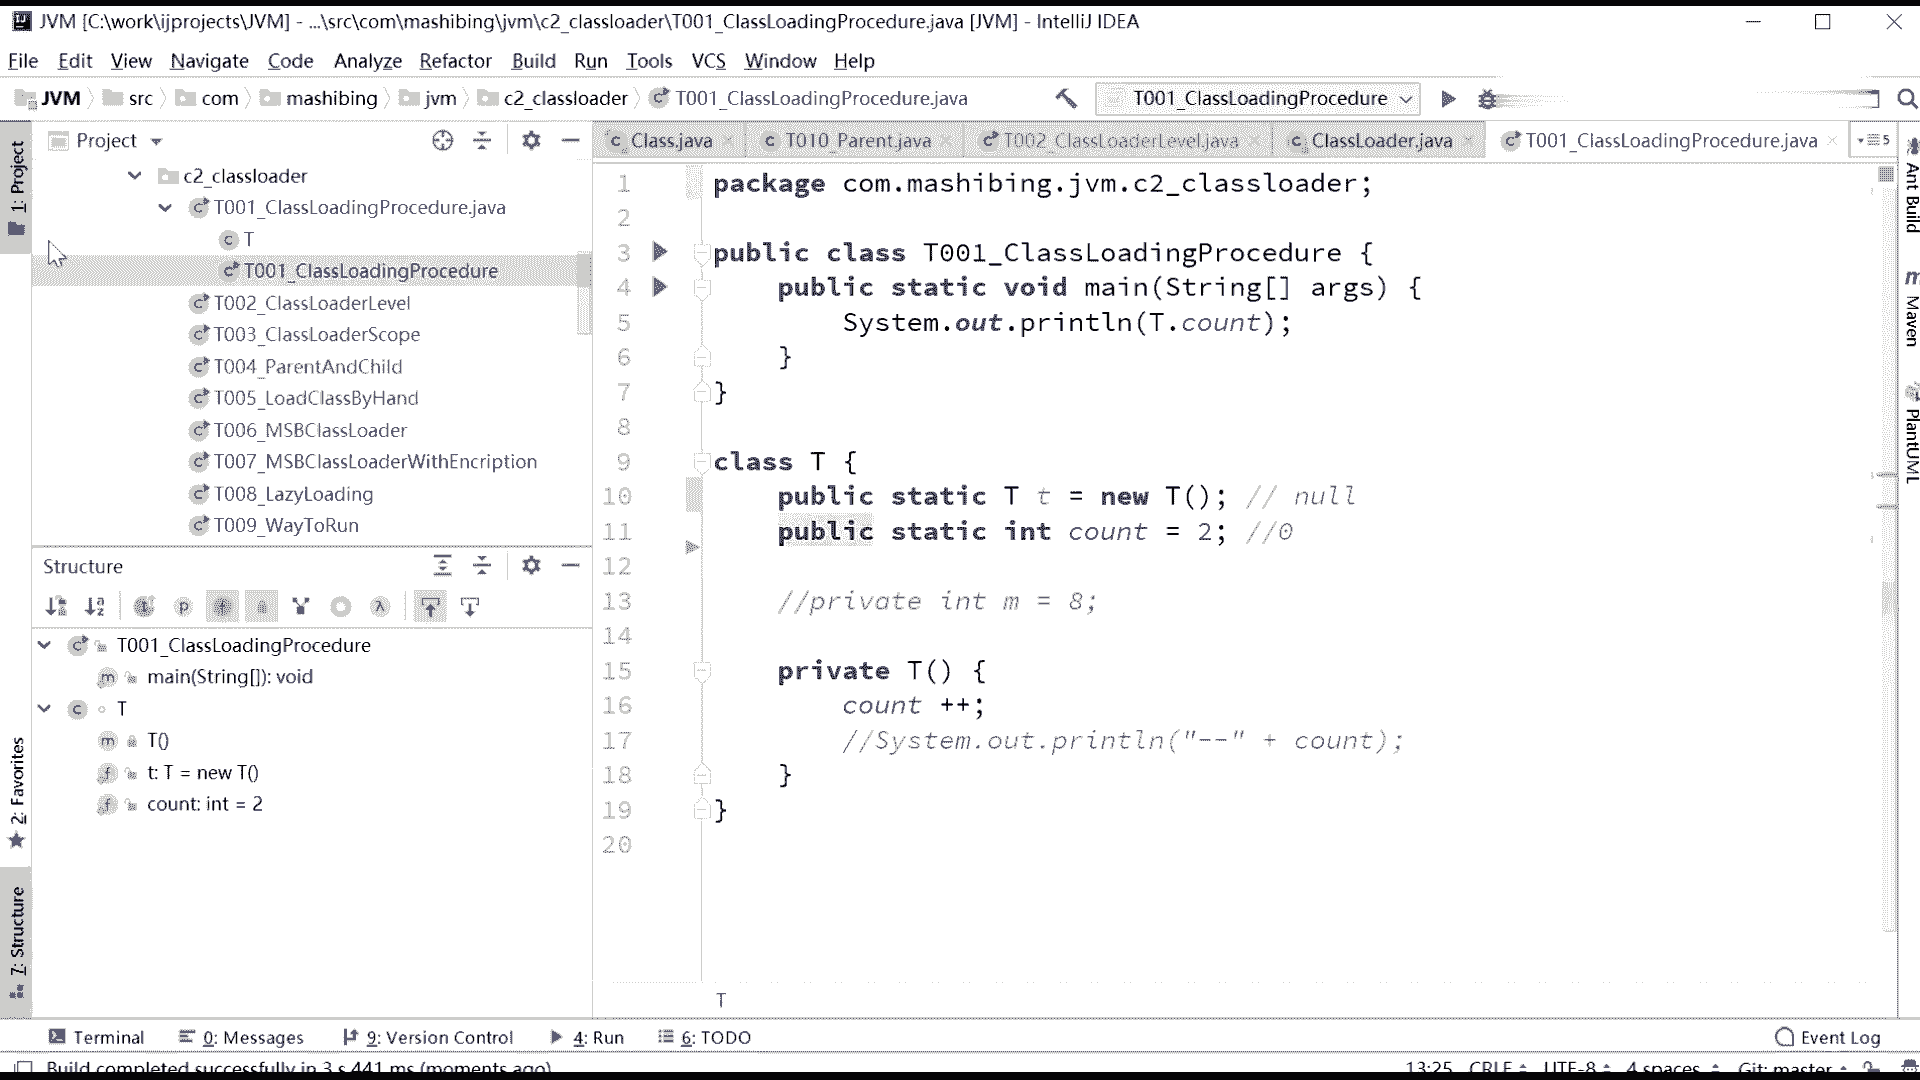 JVM [C:\work\ijprojects\JVM] - ...\src\com\mashibing\jvm\c2_classloader\T001_ClassLoadingProcedure.java [JVM] - IntelliJ IDEA
File Edit View Navigate Code Analyze Refactor Build Run Tools VCS Window Help
JVM src com mashibing jvm c2_classloader T001_ClassLoadingProcedure.java T001_ClassLoadingProcedure
Project
Class.java T010_Parent.java T002_ClassLoaderLevel.java ClassLoader.java T001_ClassLoadingProcedure.java 5
1: Project
2: Favorites
7: Structure
c2_classloader
T001_ClassLoadingProcedure.java
T
T001_ClassLoadingProcedure
T002_ClassLoaderLevel
T003_ClassLoaderScope
T004_ParentAndChild
T005_LoadClassByHand
T006_MSBClassLoader
T007_MSBClassLoaderWithEncription
T008_LazyLoading
T009_WayToRun
Structure
T001_ClassLoadingProcedure
main(String[]): void
T
T()
t: T = new T()
count: int = 2
1 package com.mashibing.jvm.c2_classloader;
2
3 public class T001_ClassLoadingProcedure {
4 public static void main(String[] args) {
5 System.out.println(T.count);
6 }
7 }
8
9 class T {
10 public static T t = new T(); // null
11 public static int count = 2; //0
12
13 //private int m = 8;
14
15 private T() {
16 count ++;
17 //System.out.println("--" + count);
18 }
19 }
20
T
Ant Build
Maven
PlantUML
Terminal 0: Messages 9: Version Control 4: Run 6: TODO Event Log
Build completed successfully in 3 s 441 ms (moments ago) 13:25 CRLF UTF-8 4 spaces Git: master